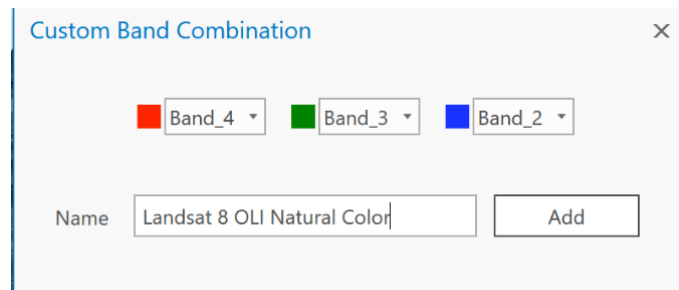 Custom Band Combination
Band_4 Band_3 Band_2
Name Landsat 8 OLI Natural Color Add